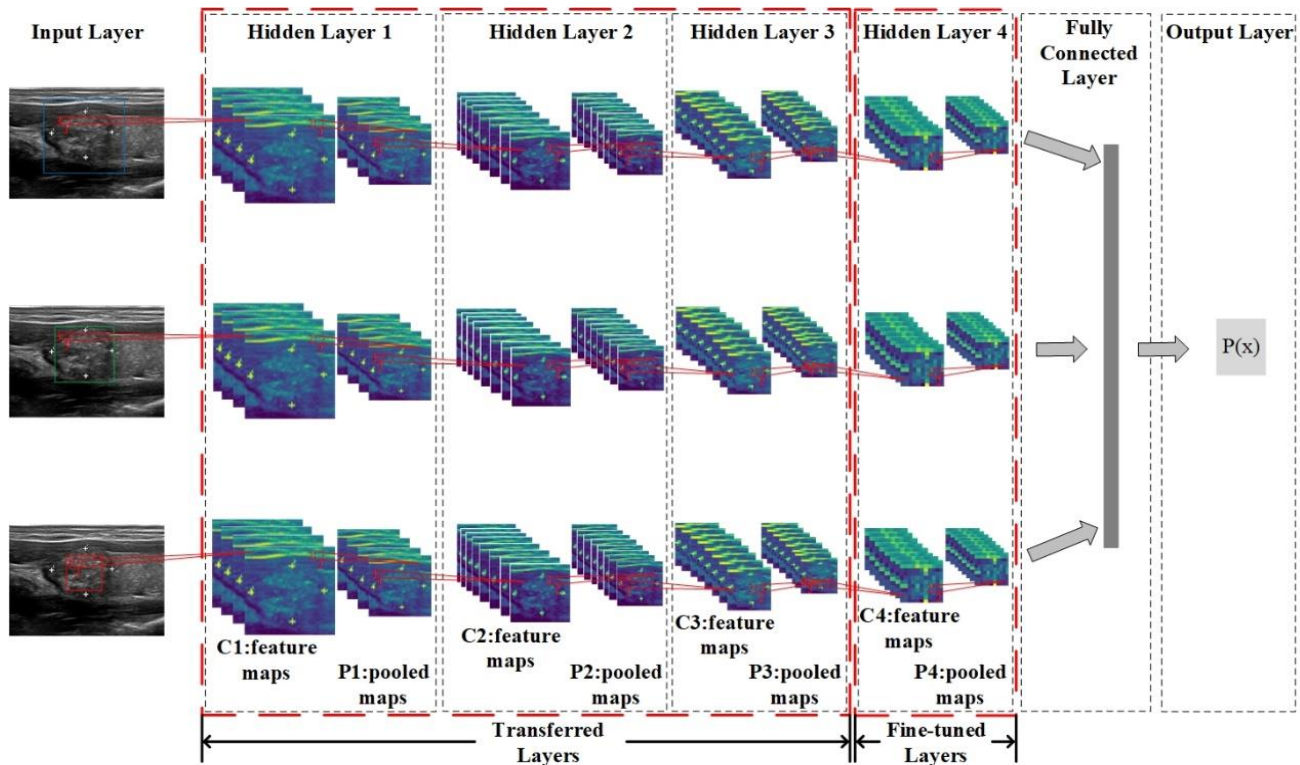 Input Layer
Hidden Layer 1
Hidden Layer 2
Hidden Layer 3
Hidden Layer 4
Fully
Connected
Layer
Output Layer
P(x)
C1:feature
maps
P1:pooled
maps
C2:feature
maps
P2:pooled
maps
C3:feature
maps
P3:pooled
maps
C4:feature
maps
P4:pooled
maps
Transferred
Layers
Fine-tuned
Layers